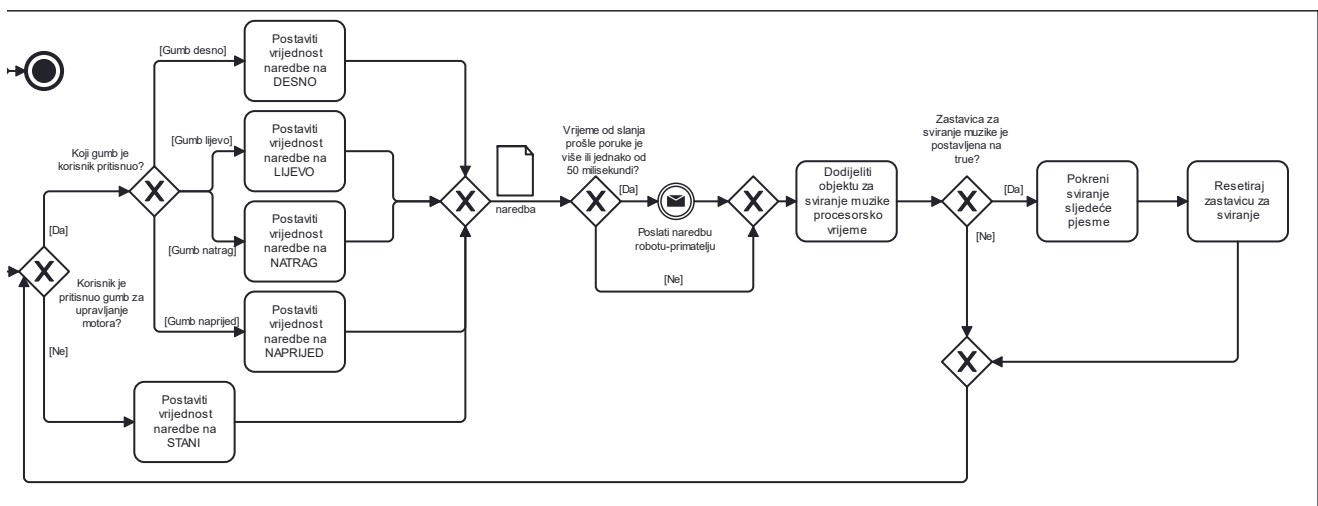 [Gumb desno]
Postaviti
vrijednost
naredbe na
DESNO
Koji gumb je
korisnik pritisnuo?
[Gumb lijevo]
Postaviti
vrijednost
naredbe na
LIJEVO
[Gumb natrag]
Postaviti
vrijednost
naredbe na
NATRAG
[Gumb naprijed]
Postaviti
vrijednost
naredbe na
NAPRIJED
[Da]
Korisnik je
pritisnuo gumb za
upravljanje
motora?
[Ne]
Postaviti
vrijednost
naredbe na
STANI
naredba
Vrijeme od slanja
prošle poruke je
više ili jednako od
50 milisekundi?
[Da]
Poslati naredbu
robotu-primatelju
[Ne]
Dodijeliti
objektu za
sviranje muzike
procesorsko
vrijeme
Zastavica za
sviranje muzike je
postavljena na
true?
[Da]
[Ne]
Pokreni
sviranje
sljedeće
pjesme
Resetiraj
zastavicu za
sviranje